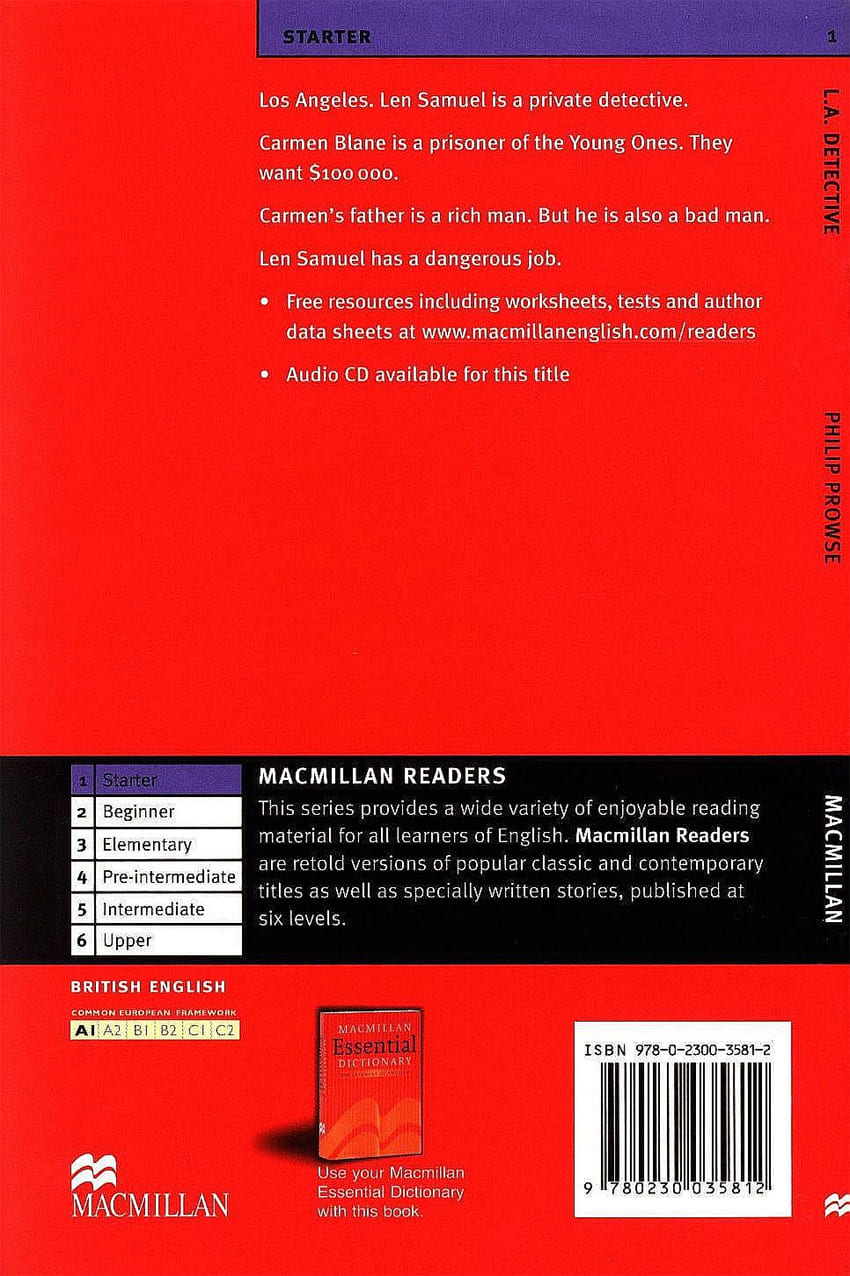 STARTER
1
Los Angeles. Len Samuel is a private detective.
Carmen Blane is a prisoner of the Young Ones. They
want $100 000.
Carmen's father is a rich man. But he is also a bad man.
Len Samuel has a dangerous job.
• Free resources including worksheets, tests and author
data sheets at www.macmillanenglish.com/readers
• Audio CD available for this title
L.A. DETECTIVE
PHILIP PROWSE
MACMILLAN
1 Starter
2 Beginner
3 Elementary
4 Pre-intermediate
5 Intermediate
6 Upper
MACMILLAN READERS
This series provides a wide variety of enjoyable reading
material for all learners of English. Macmillan Readers
are retold versions of popular classic and contemporary
titles as well as specially written stories, published at
six levels.
BRITISH ENGLISH
COMMON EUROPEAN FRAMEWORK
A1 A2 B1 B2 C1 C2
MACMILLAN
Essential
DICTIONARY
Use your Macmillan
Essential Dictionary
with this book.
MACMILLAN
ISBN 978-0-2300-3581-2
9 780230 035812